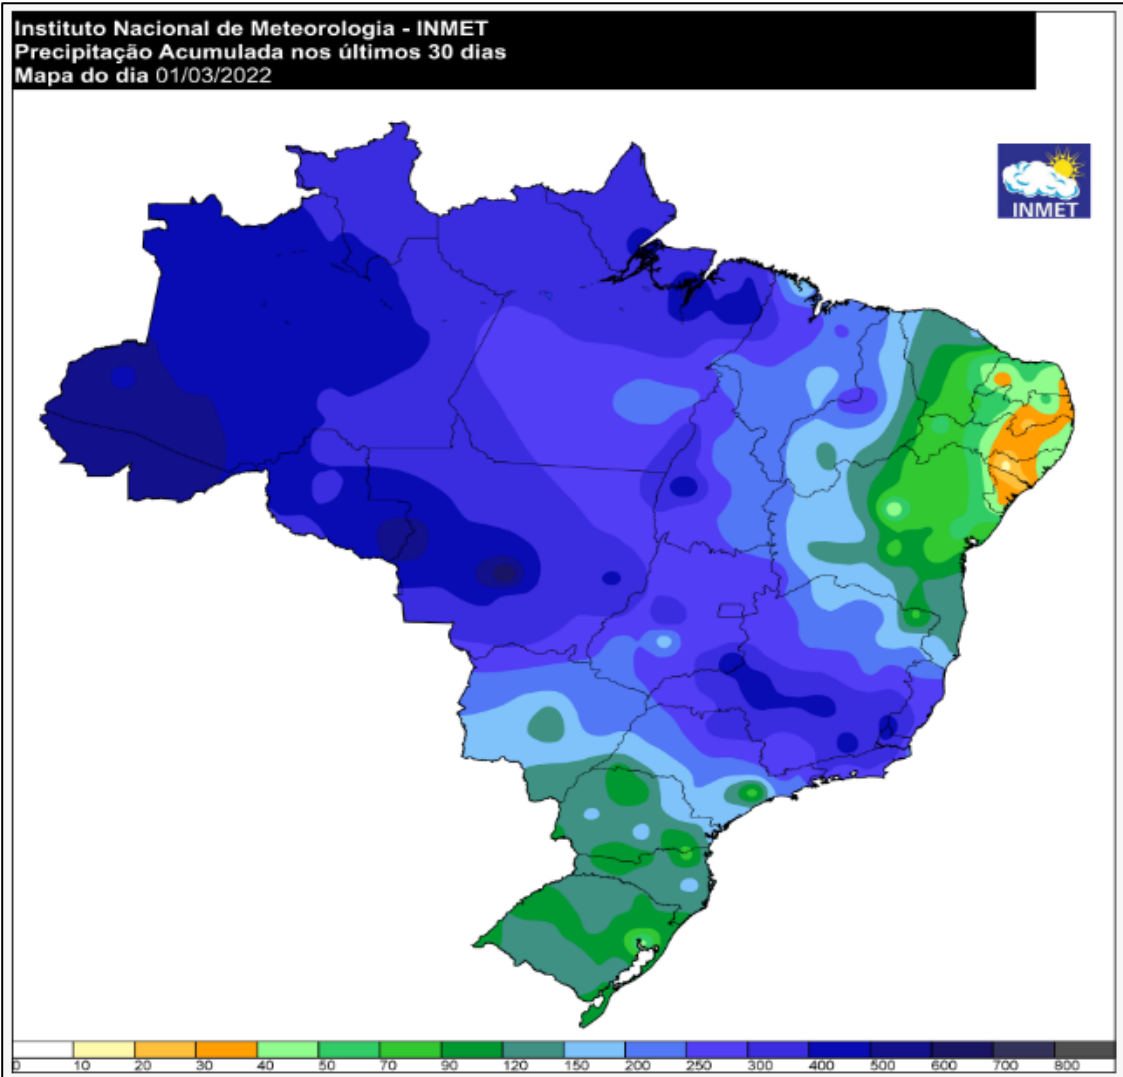 Instituto Nacional de Meteorologia - INMET
Precipitação Acumulada nos últimos 30 dias
Mapa do dia 01/03/2022
INMET
0 10 20 30 40 50 70 90 120 150 200 250 300 400 500 600 700 800